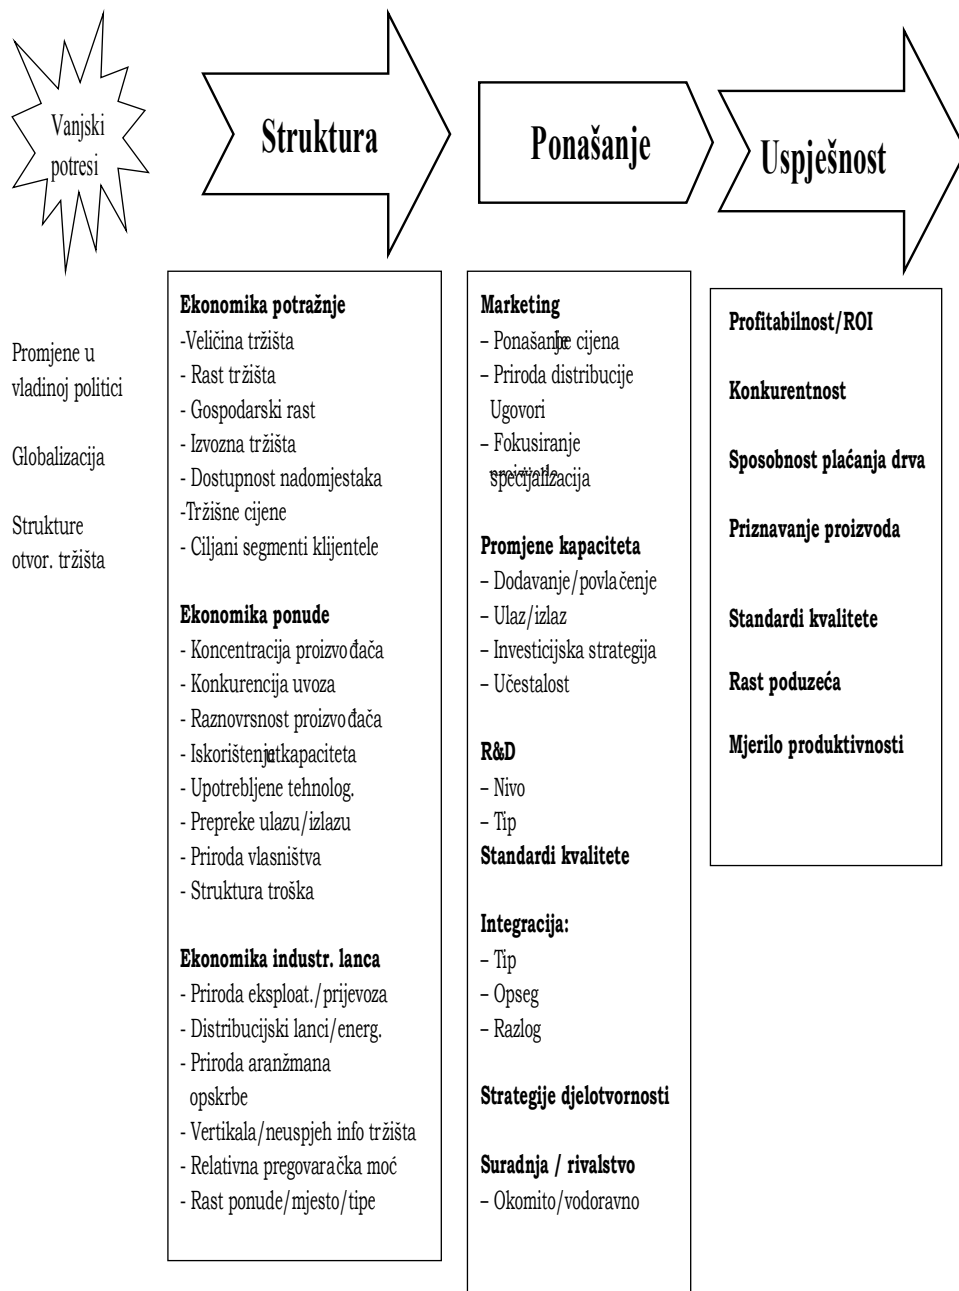 Vanjski
potresi
Struktura
Ponašanje
Uspješnost
Promjene u
vladinoj politici
Globalizacija
Strukture
otvor. tržišta
Ekonomika potražnje
-Veličina tržišta
- Rast tržišta
- Gospodarski rast
- Izvozna tržišta
- Dostupnost nadomjestaka
-Tržišne cijene
- Ciljani segmenti klijentele
Ekonomika ponude
- Koncentracija proizvođača
- Konkurencija uvoza
- Raznovrsnost proizvođača
- kapaciteta
- Upotrebljene tehnolog.
- Prepreke ulazu/izlazu
- Priroda vlasništva
- Struktura troška
Ekonomika industr. lanca
- Priroda eksploat./prijevoza
- Distribucijski lanci/energ.
- Priroda aranžmana
opskrbe
- Vertikala/neuspjeh info tržišta
- Relativna pregovaračka moć
- Rast ponude/mjesto/tipe
Marketing
– cijena
– Priroda distribucije
Ugovori
– Fokusiranje
specijalizacija
Promjene kapaciteta
– Dodavanje/povlačenje
– Ulaz/izlaz
– Investicijska strategija
– Učestalost
R&D
– Nivo
– Tip
Standardi kvalitete
Integracija:
– Tip
– Opseg
– Razlog
Strategije djelotvornosti
Suradnja / rivalstvo
– Okomito/vodoravno
Profitabilnost/ROI
Konkurentnost
Sposobnost plaćanja drva
Priznavanje proizvoda
Standardi kvalitete
Rast poduzeća
Mjerilo produktivnosti